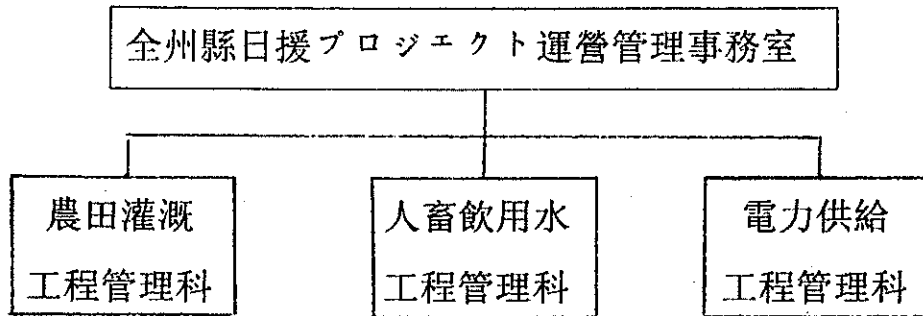 全州縣日援プロジェクト運營管理事務室
農田灌漑
工程管理科
人畜飲用水
工程管理科
電力供給
工程管理科